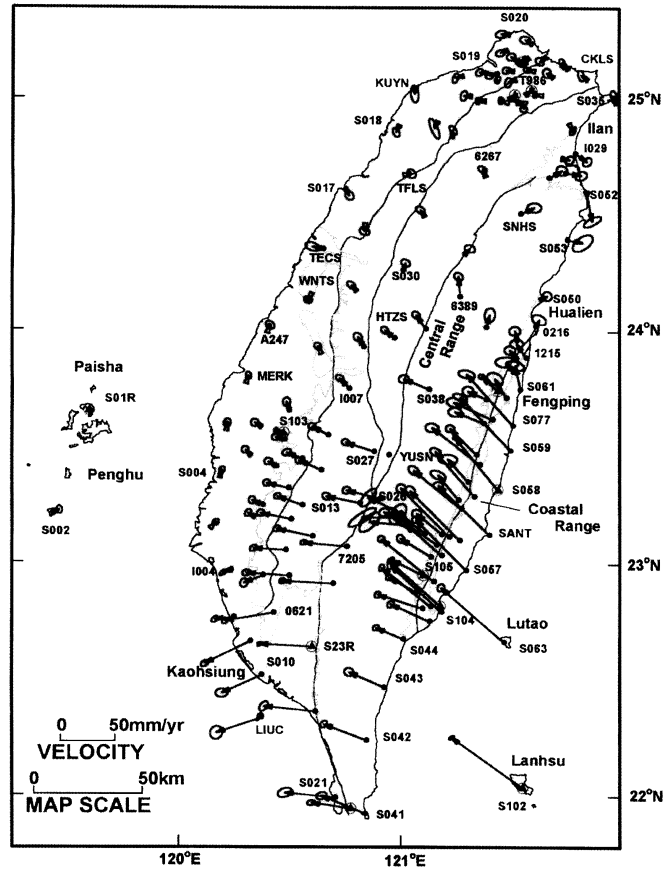 S020
S019
CKLS
KUYN
T986
S035
25°N
S018
Ilan
I029
6267
S017
TFLS
S052
SNHS
S053
TECS
S030
WNTS
6389
S050
Hualien
HTZS
24°N
0216
A247
Central
Range
1215
Paisha
MERK
I007
S038
S061
S01R
Fengping
S103
S077
S027
YUSN
S059
Penghu
S004
S058
S026
S013
Coastal
Range
S002
SANT
7205
S105
23°N
S057
I004
0621
S104
Lutao
S23R
S044
S063
Kaohsiung
S010
S043
LIUC
S042
0 50mm/yr
VELOCITY
Lanhsu
0 50km
MAP SCALE
S021
S102
22°N
S041
120°E
121°E